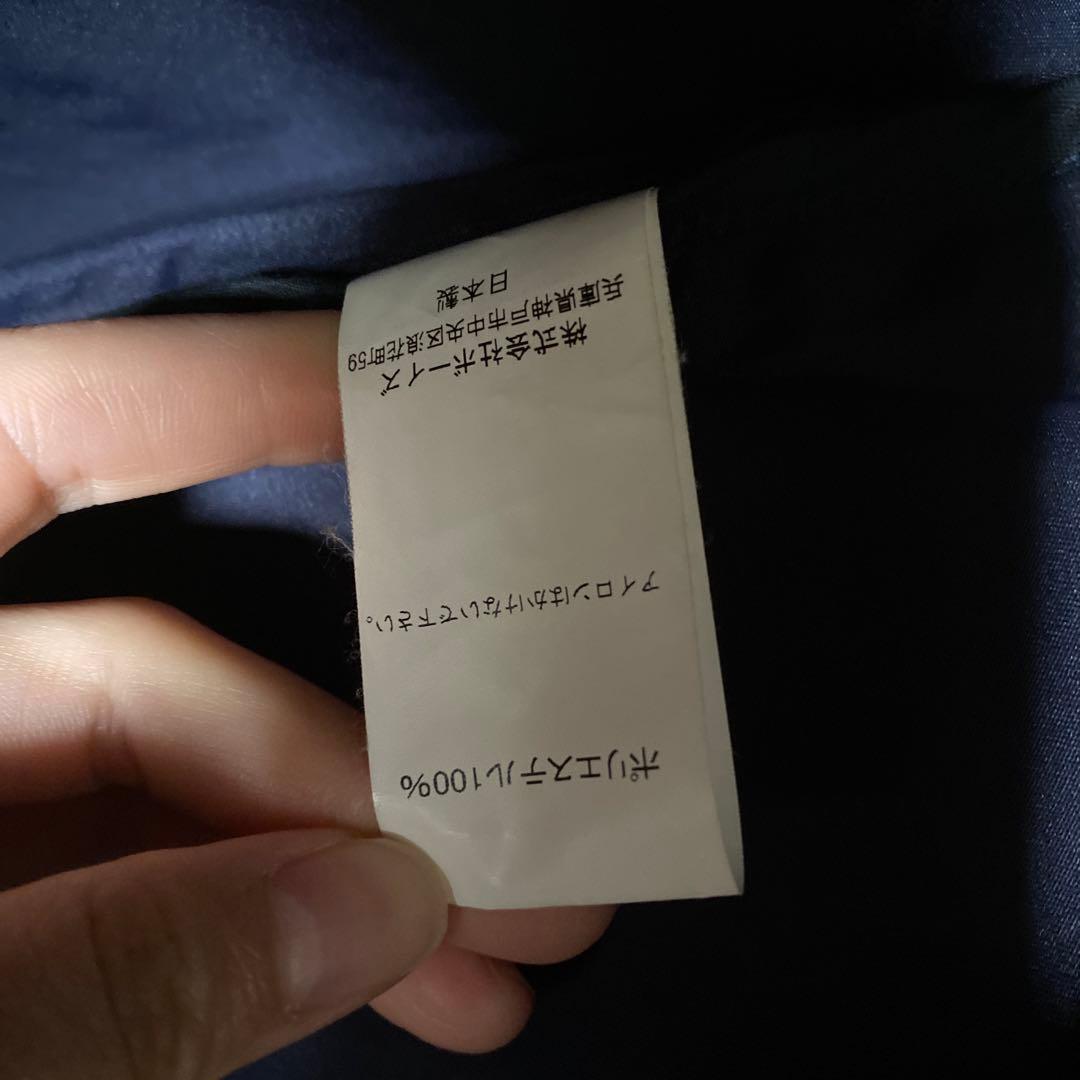 ポリエステル100%
アイロンはかけないで下さい。
株式会社ボーイズ
兵庫県神戸市中央区浪花町59
日本製